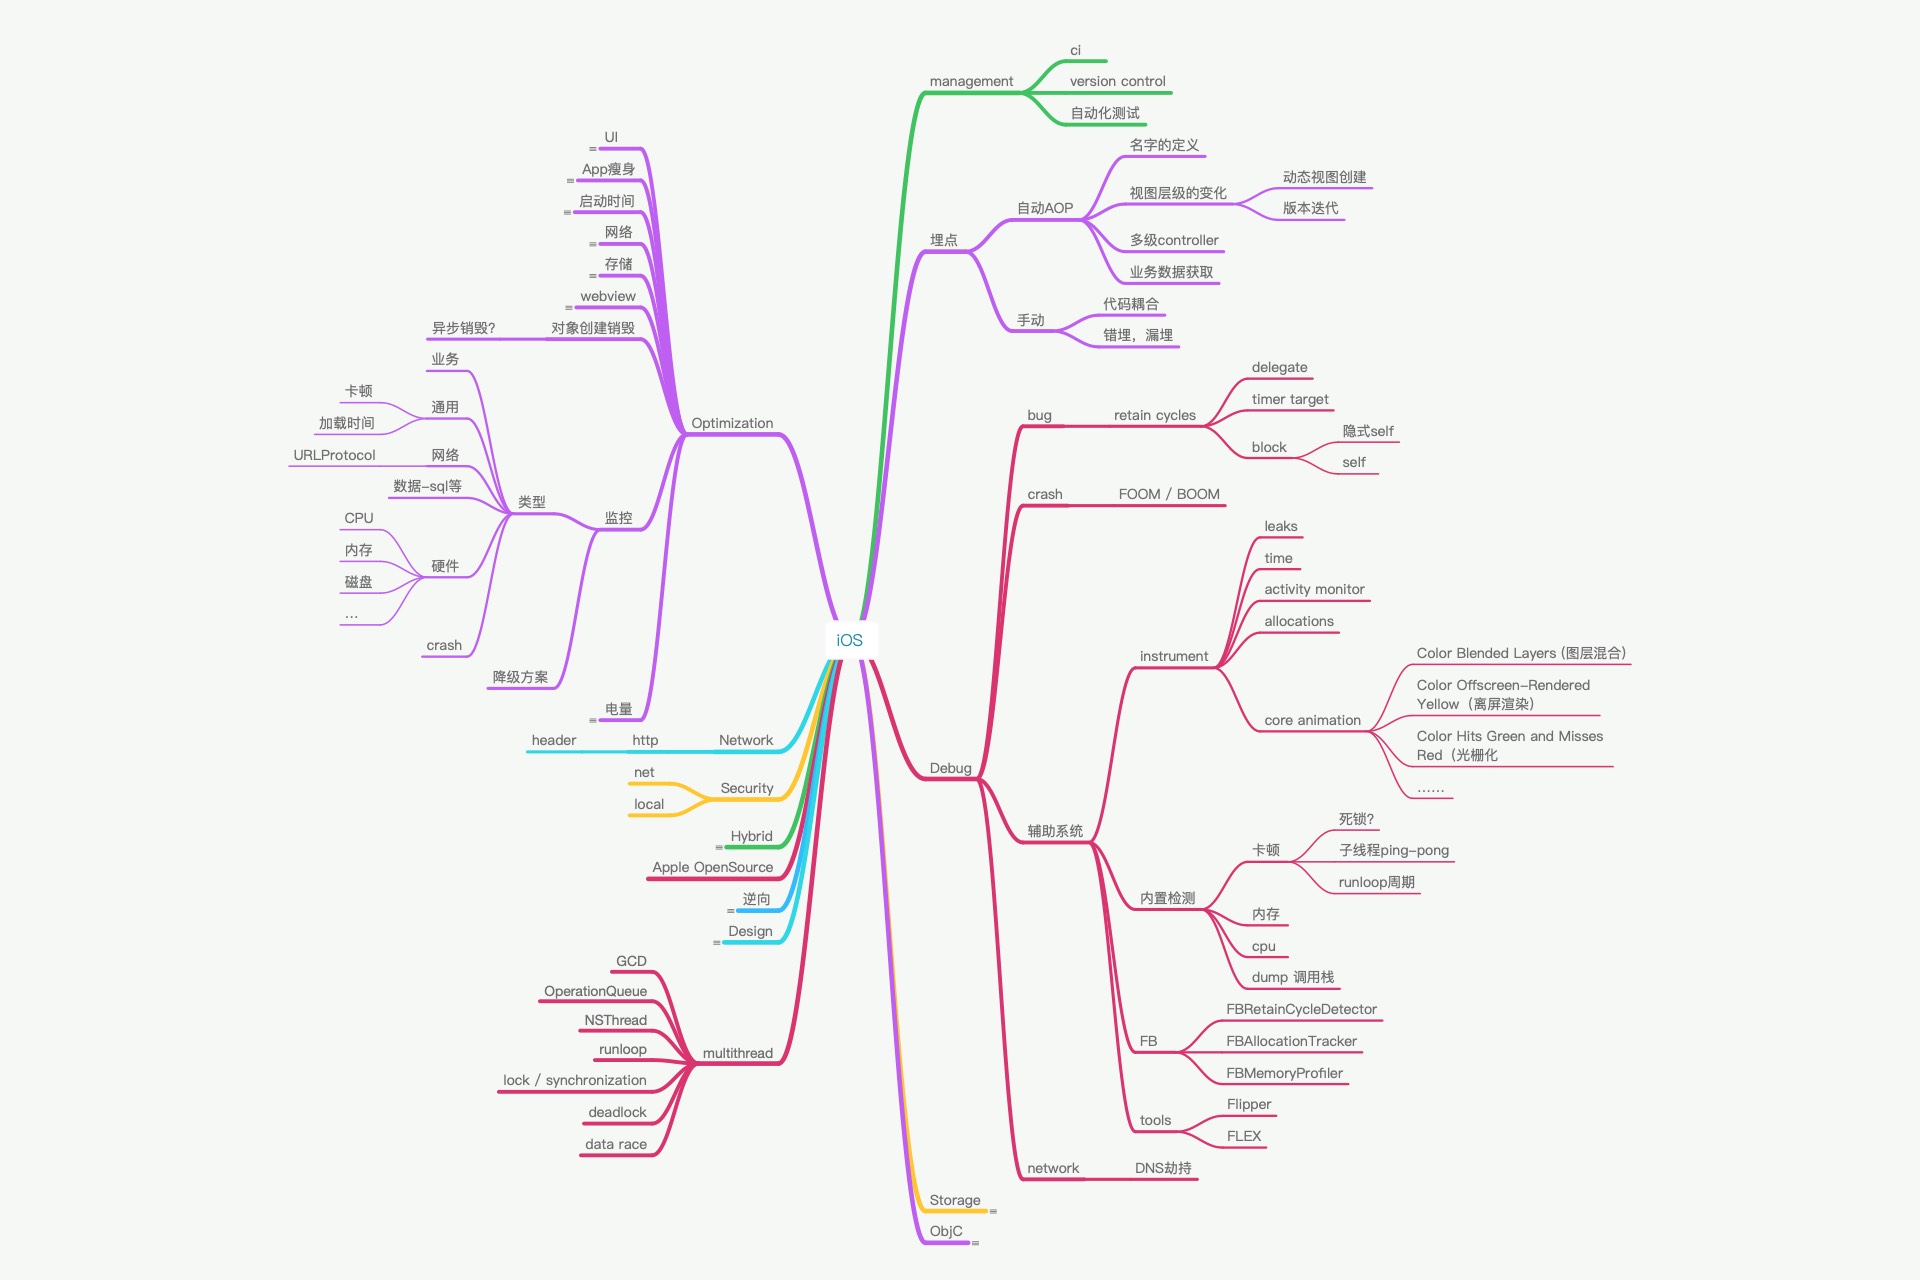 iOS
management
ci
version control
自动化测试
埋点
自动AOP
名字的定义
视图层级的变化
动态视图创建
版本迭代
多级controller
业务数据获取
手动
代码耦合
错埋，漏埋
Debug
bug
retain cycles
delegate
timer target
block
隐式self
self
crash
FOOM / BOOM
辅助系统
instrument
leaks
time
activity monitor
allocations
core animation
Color Blended Layers (图层混合)
Color Offscreen-Rendered
Yellow（离屏渲染）
Color Hits Green and Misses
Red（光栅化
……
内置检测
卡顿
死锁？
子线程ping-pong
runloop周期
内存
cpu
dump 调用栈
FB
FBRetainCycleDetector
FBAllocationTracker
FBMemoryProfiler
tools
Flipper
FLEX
network
DNS劫持
Storage
ObjC
Optimization
UI
App瘦身
启动时间
网络
存储
webview
对象创建销毁
异步销毁？
监控
类型
业务
通用
卡顿
加载时间
网络
URLProtocol
数据-sql等
硬件
CPU
内存
磁盘
...
crash
降级方案
电量
Network
http
header
Security
net
local
Hybrid
Apple OpenSource
逆向
Design
multithread
GCD
OperationQueue
NSThread
runloop
lock / synchronization
deadlock
data race